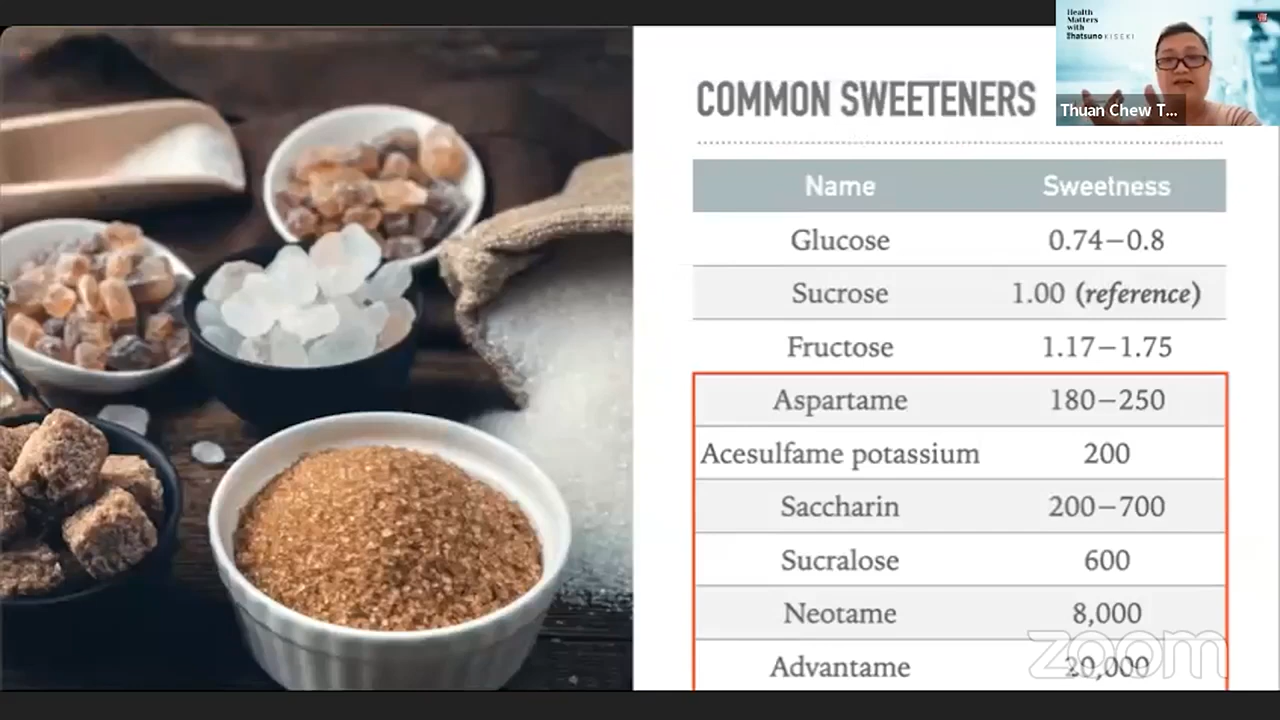 COMMON SWEETENERS
Health
Matters
with
Bhatsuno KISEKI
Thuan Chew T...
Name Sweetness
Glucose 0.74–0.8
Sucrose 1.00 (reference)
Fructose 1.17–1.75
Aspartame 180–250
Acesulfame potassium 200
Saccharin 200–700
Sucralose 600
Neotame 8,000
Advantame 20,000
zoom